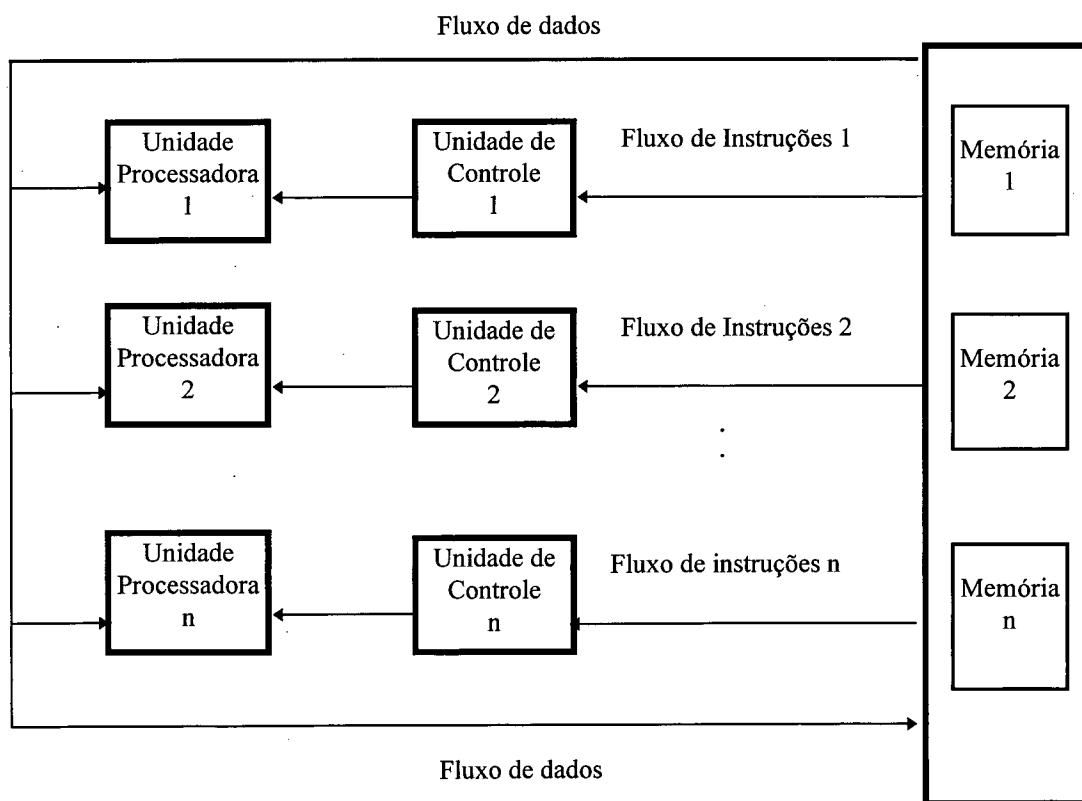 Fluxo de dados
Unidade
Processadora
1
Unidade de
Controle
1
Fluxo de Instruções 1
Memória
1
Unidade
Processadora
2
Unidade de
Controle
2
Fluxo de Instruções 2
Memória
2
Unidade
Processadora
n
Unidade de
Controle
n
Fluxo de instruções n
Memória
n
Fluxo de dados